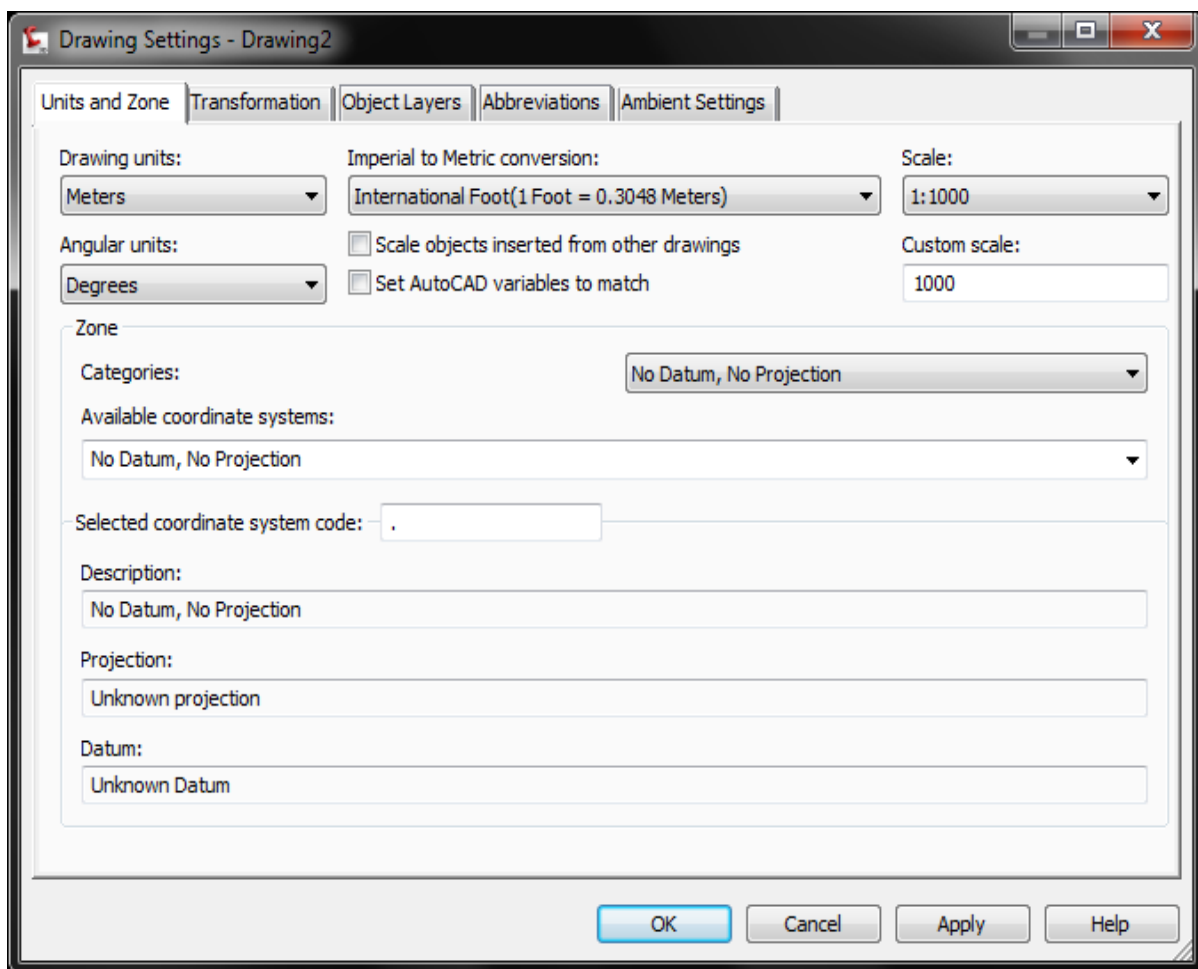 Drawing Settings - Drawing2
Units and Zone Transformation Object Layers Abbreviations Ambient Settings
Drawing units: Imperial to Metric conversion: Scale:
Meters International Foot(1 Foot = 0.3048 Meters) 1:1000
Angular units: Scale objects inserted from other drawings Custom scale:
Degrees Set AutoCAD variables to match 1000
Zone
Categories: No Datum, No Projection
Available coordinate systems:
No Datum, No Projection
Selected coordinate system code: .
Description:
No Datum, No Projection
Projection:
Unknown projection
Datum:
Unknown Datum
OK Cancel Apply Help